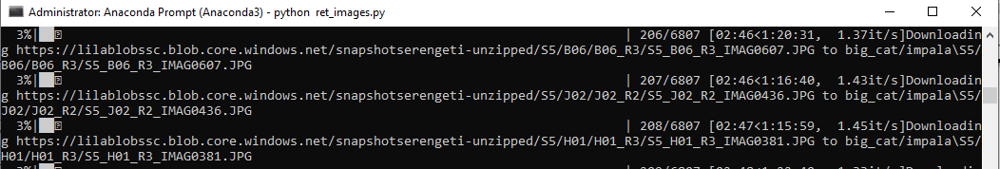 Administrator: Anaconda Prompt (Anaconda3) - python ret_images.py
3%| | 206/6807 [02:46<1:20:31, 1.37it/s]Downloadin
g https://lilablobssc.blob.core.windows.net/snapshotserengeti-unzipped/S5/B06/B06_R3/S5_B06_R3_IMAG0607.JPG to big_cat/impala\S5/
B06/B06_R3/S5_B06_R3_IMAG0607.JPG
3%| | 207/6807 [02:46<1:16:40, 1.43it/s]Downloadin
g https://lilablobssc.blob.core.windows.net/snapshotserengeti-unzipped/S5/J02/J02_R2/S5_J02_R2_IMAG0436.JPG to big_cat/impala\S5/
J02/J02_R2/S5_J02_R2_IMAG0436.JPG
3%| | 208/6807 [02:47<1:15:59, 1.45it/s]Downloadin
g https://lilablobssc.blob.core.windows.net/snapshotserengeti-unzipped/S5/H01/H01_R3/S5_H01_R3_IMAG0381.JPG to big_cat/impala\S5/
H01/H01_R3/S5_H01_R3_IMAG0381.JPG